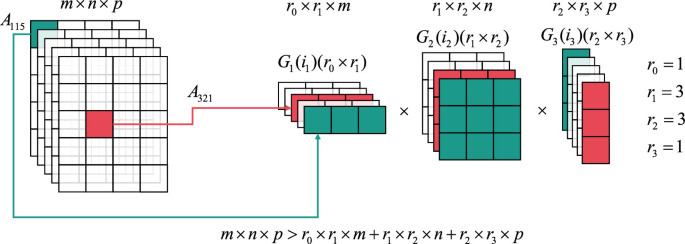 m × n × p
r₀ × r₁ × m
r₁ × r₂ × n
r₂ × r₃ × p
A₁₁₅
G₁(i₁)(r₀ × r₁)
G₂(i₂)(r₁ × r₂)
G₃(i₃)(r₂ × r₃)
r₀ = 1
r₁ = 3
r₂ = 3
r₃ = 1
A₃₂₁
×
×
m × n × p > r₀ × r₁ × m + r₁ × r₂ × n + r₂ × r₃ × p